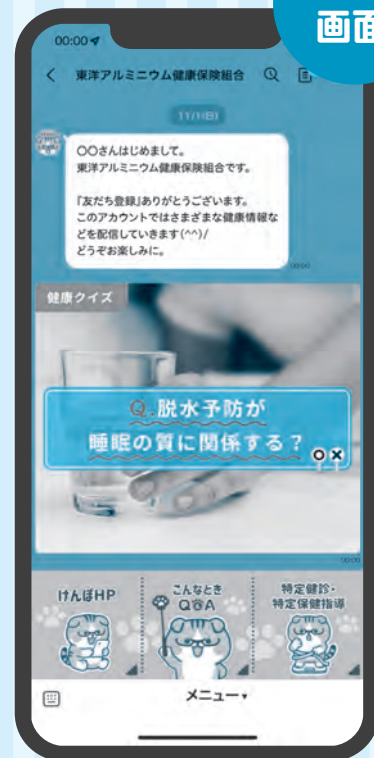 画面
00:00
東洋アルミニウム健康保険組合
11/1(日)
〇〇さんはじめまして。
東洋アルミニウム健康保険組合です。
『友だち登録』ありがとうございます。
このアカウントではさまざまな健康情報な
どを配信していきます(^^)/
どうぞお楽しみに。
00:00
健康クイズ
Q.脱水予防が
睡眠の質に関係する?
00:00
けんぽHP
こんなとき
Q&A
特定健診・
特定保健指導
メニュー▼